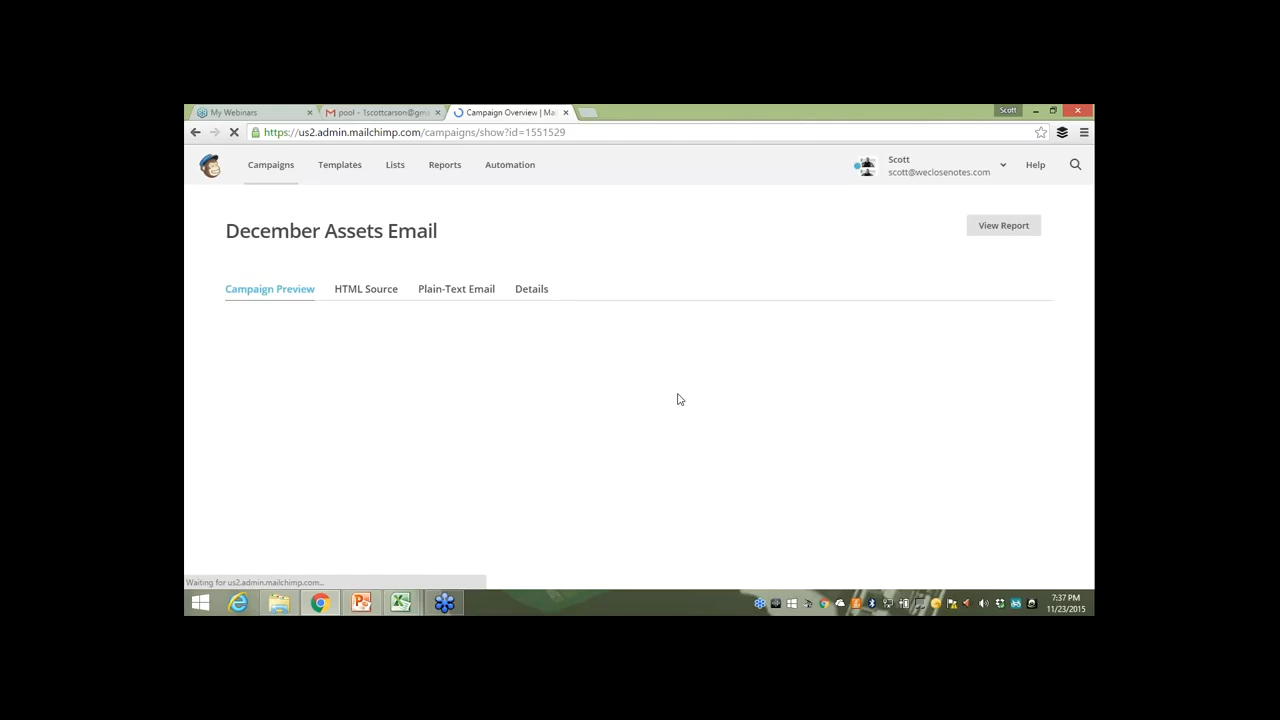 My Webinars
pool - 1scottcarson@gma
Campaign Overview | Mai
Scott
https://us2.admin.mailchimp.com/campaigns/show?id=1551529
Campaigns
Templates
Lists
Reports
Automation
Scott
scott@weclosenotes.com
Help
December Assets Email
View Report
Campaign Preview
HTML Source
Plain-Text Email
Details
Waiting for us2.admin.mailchimp.com...
7:37 PM
11/23/2015